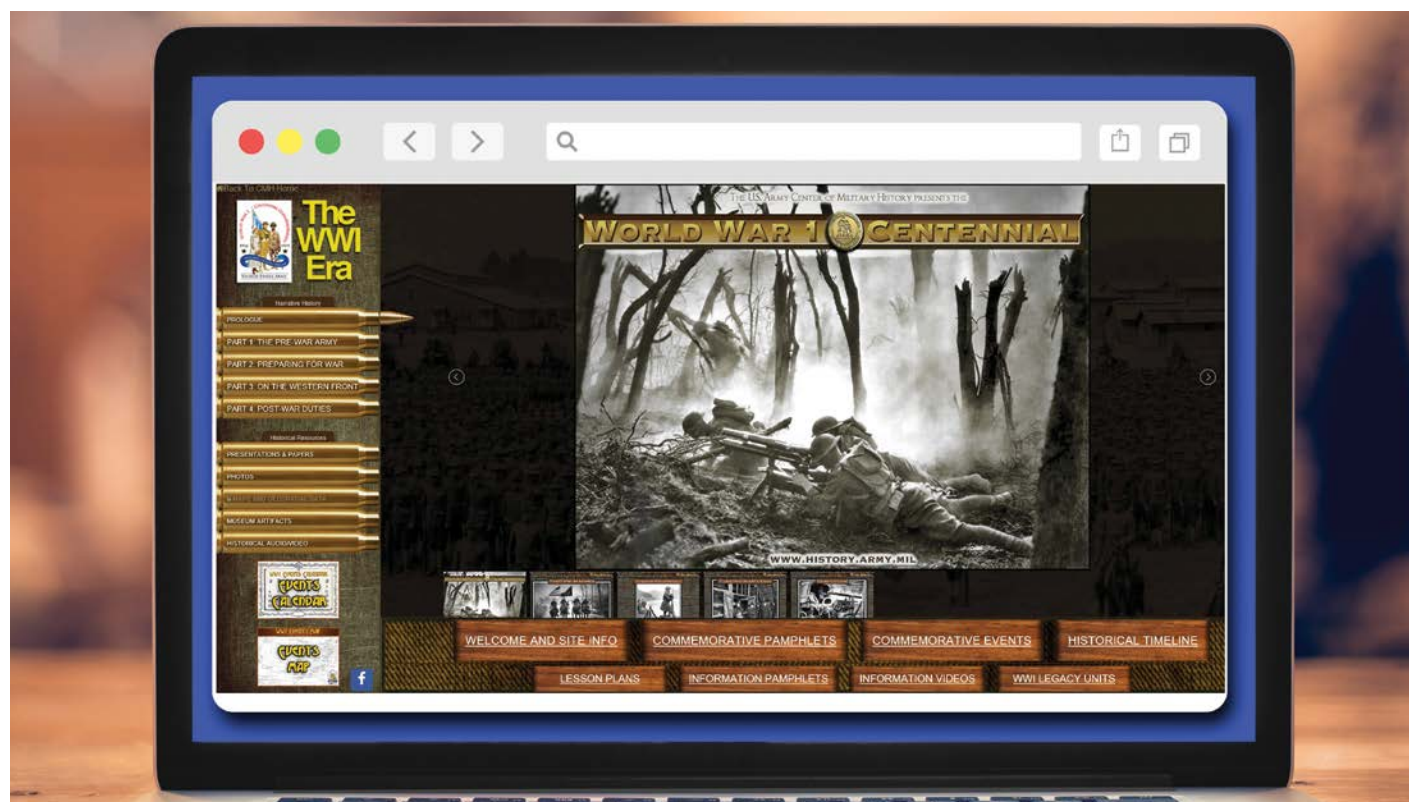 Back To CMH Home
The
WWI
Era
Narrative History
PROLOGUE
PART 1: THE PRE-WAR ARMY
PART 2: PREPARING FOR WAR
PART 3: ON THE WESTERN FRONT
PART 4: POST-WAR DUTIES
Historical Resources
PRESENTATIONS & PAPERS
PHOTOS
MUSEUM ARTIFACTS
HISTORICAL AUDIO/VIDEO
EVENTS
CALENDAR
EVENTS
MAP
f
THE U.S. ARMY CENTER OF MILITARY HISTORY PRESENTS THE
WORLD WAR 1 CENTENNIAL
WWW.HISTORY.ARMY.MIL
WELCOME AND SITE INFO
COMMEMORATIVE PAMPHLETS
COMMEMORATIVE EVENTS
HISTORICAL TIMELINE
LESSON PLANS
INFORMATION PAMPHLETS
INFORMATION VIDEOS
WWI LEGACY UNITS